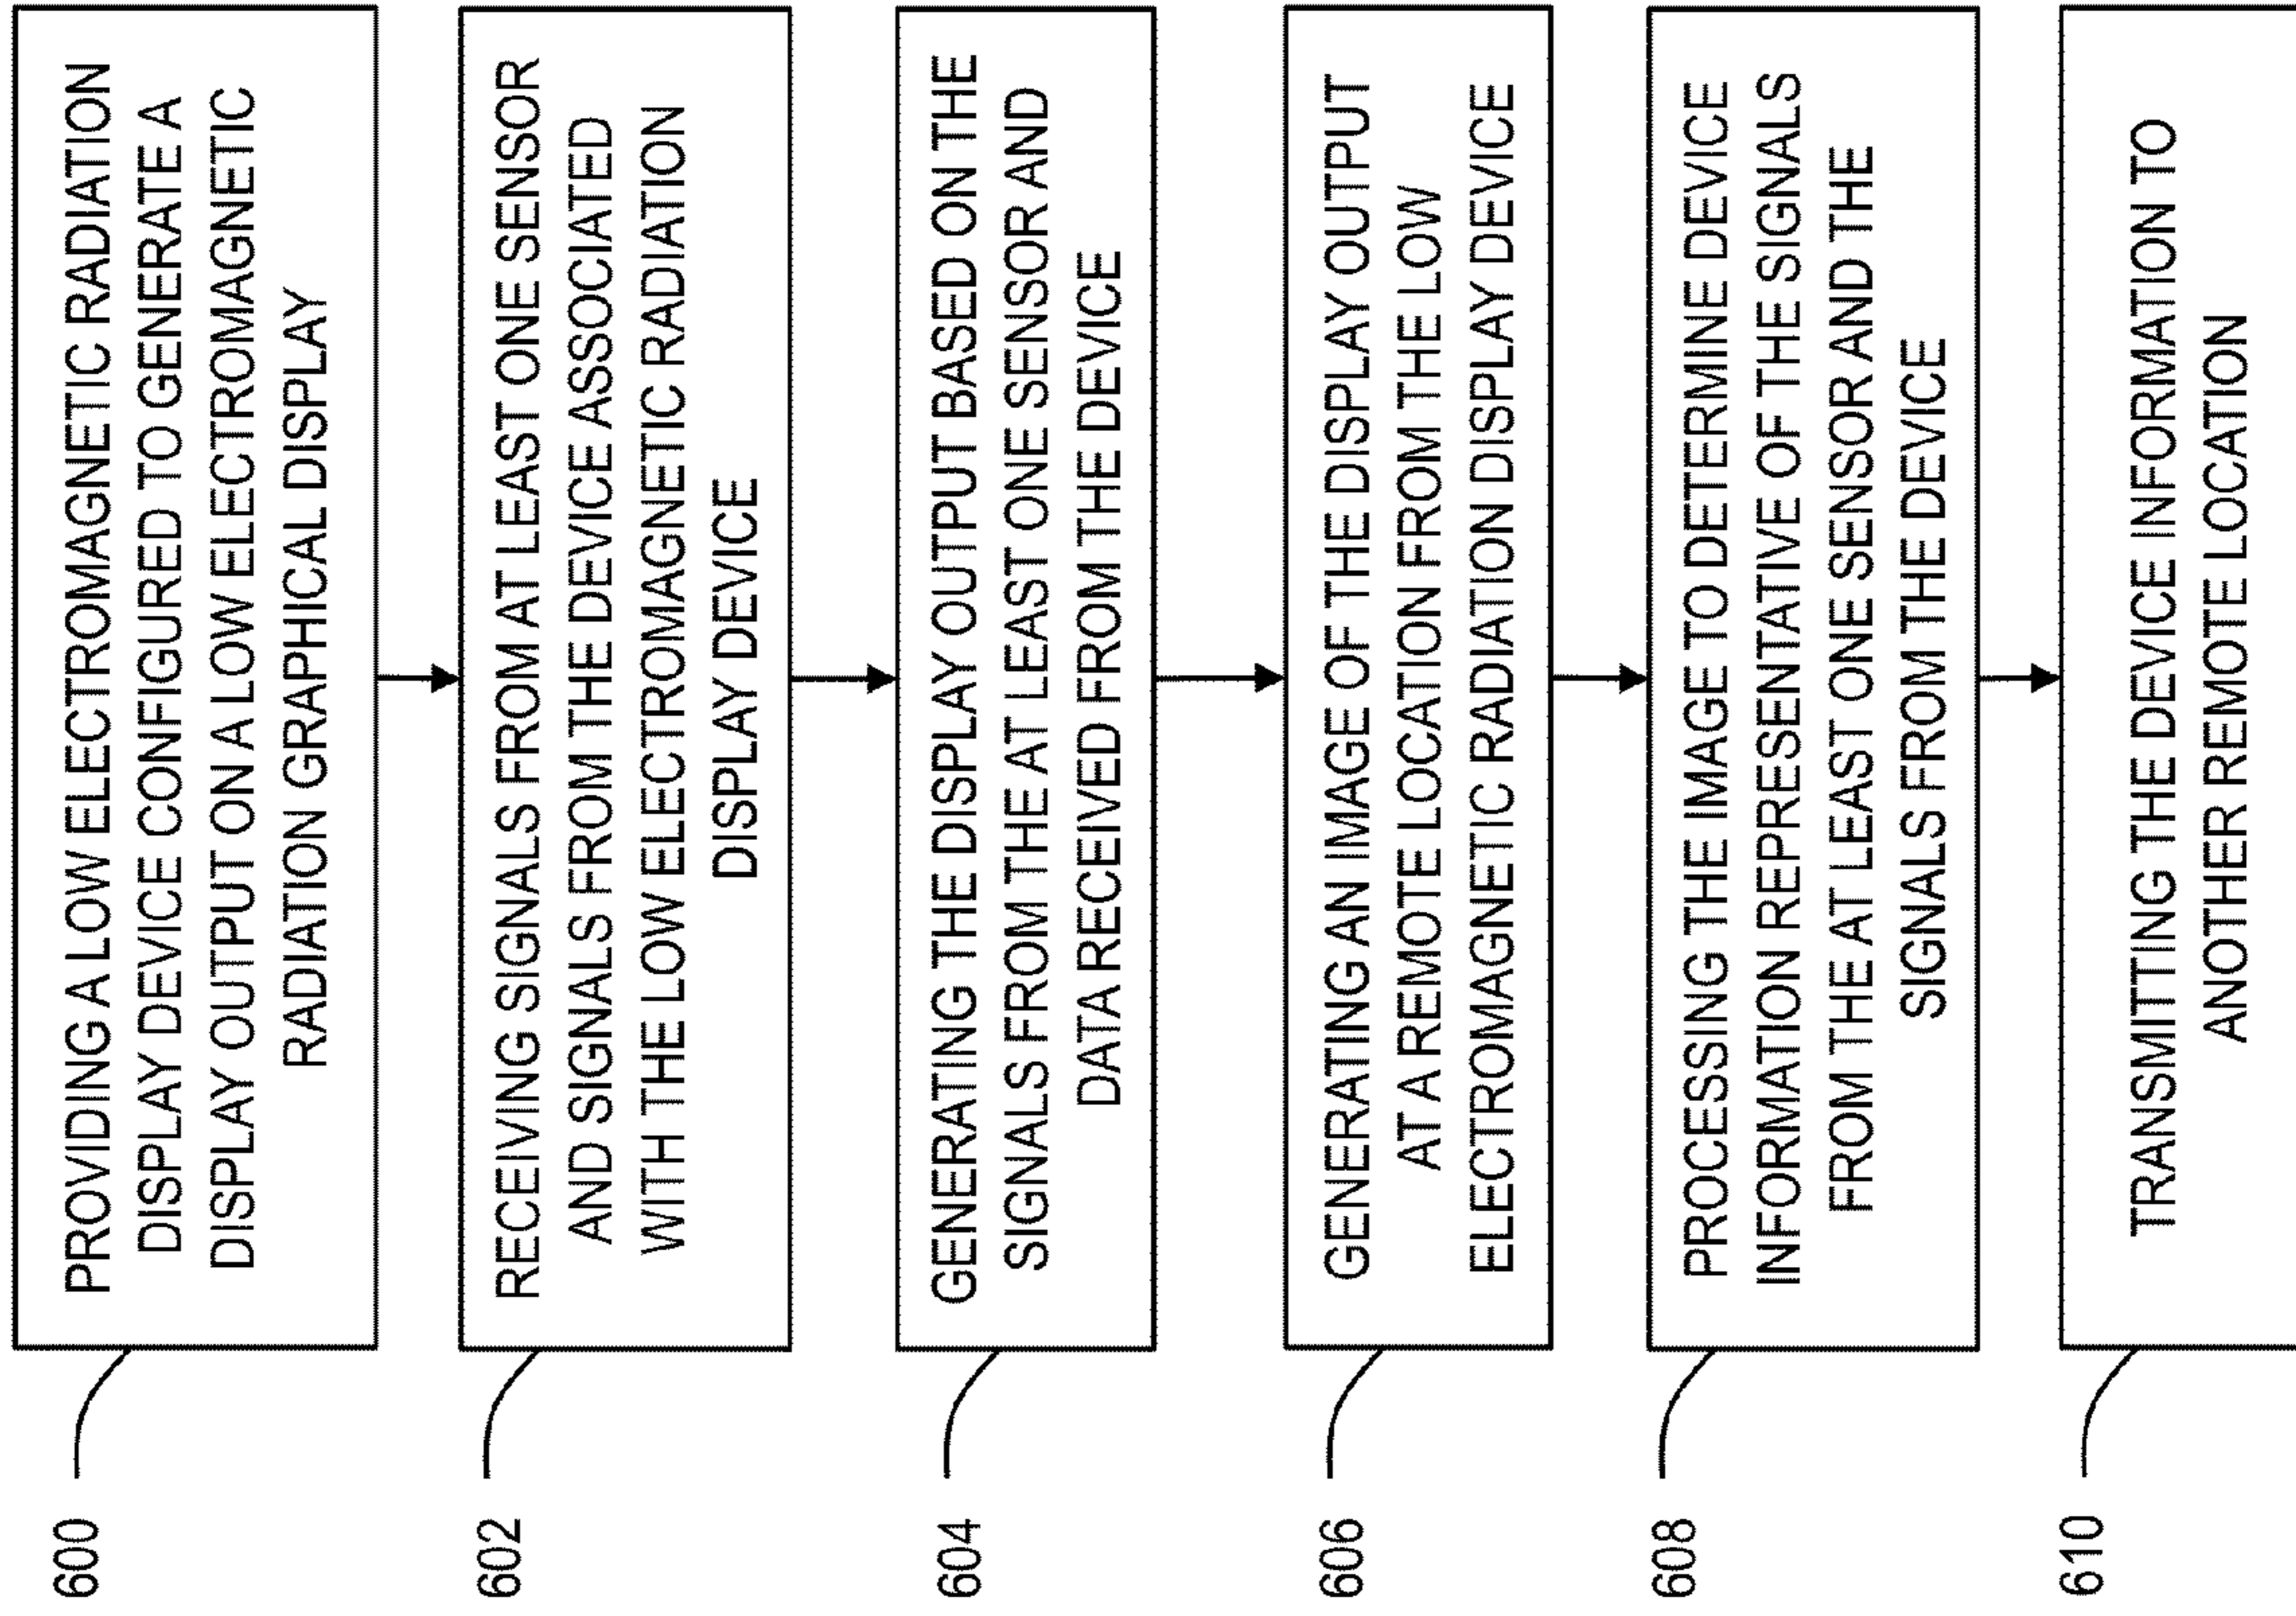 600
PROVIDING A LOW ELECTROMAGNETIC RADIATION
DISPLAY DEVICE CONFIGURED TO GENERATE A
DISPLAY OUTPUT ON A LOW ELECTROMAGNETIC
RADIATION GRAPHICAL DISPLAY
602
RECEIVING SIGNALS FROM AT LEAST ONE SENSOR
AND SIGNALS FROM THE DEVICE ASSOCIATED
WITH THE LOW ELECTROMAGNETIC RADIATION
DISPLAY DEVICE
604
GENERATING THE DISPLAY OUTPUT BASED ON THE
SIGNALS FROM THE AT LEAST ONE SENSOR AND
DATA RECEIVED FROM THE DEVICE
606
GENERATING AN IMAGE OF THE DISPLAY OUTPUT
AT A REMOTE LOCATION FROM THE LOW
ELECTROMAGNETIC RADIATION DISPLAY DEVICE
608
PROCESSING THE IMAGE TO DETERMINE DEVICE
INFORMATION REPRESENTATIVE OF THE SIGNALS
FROM THE AT LEAST ONE SENSOR AND THE
SIGNALS FROM THE DEVICE
610
TRANSMITTING THE DEVICE INFORMATION TO
ANOTHER REMOTE LOCATION